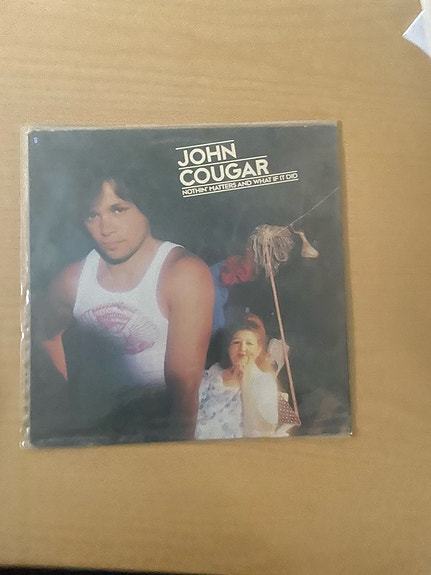 JOHN
COUGAR
NOTHIN' MATTERS AND WHAT IF IT DID